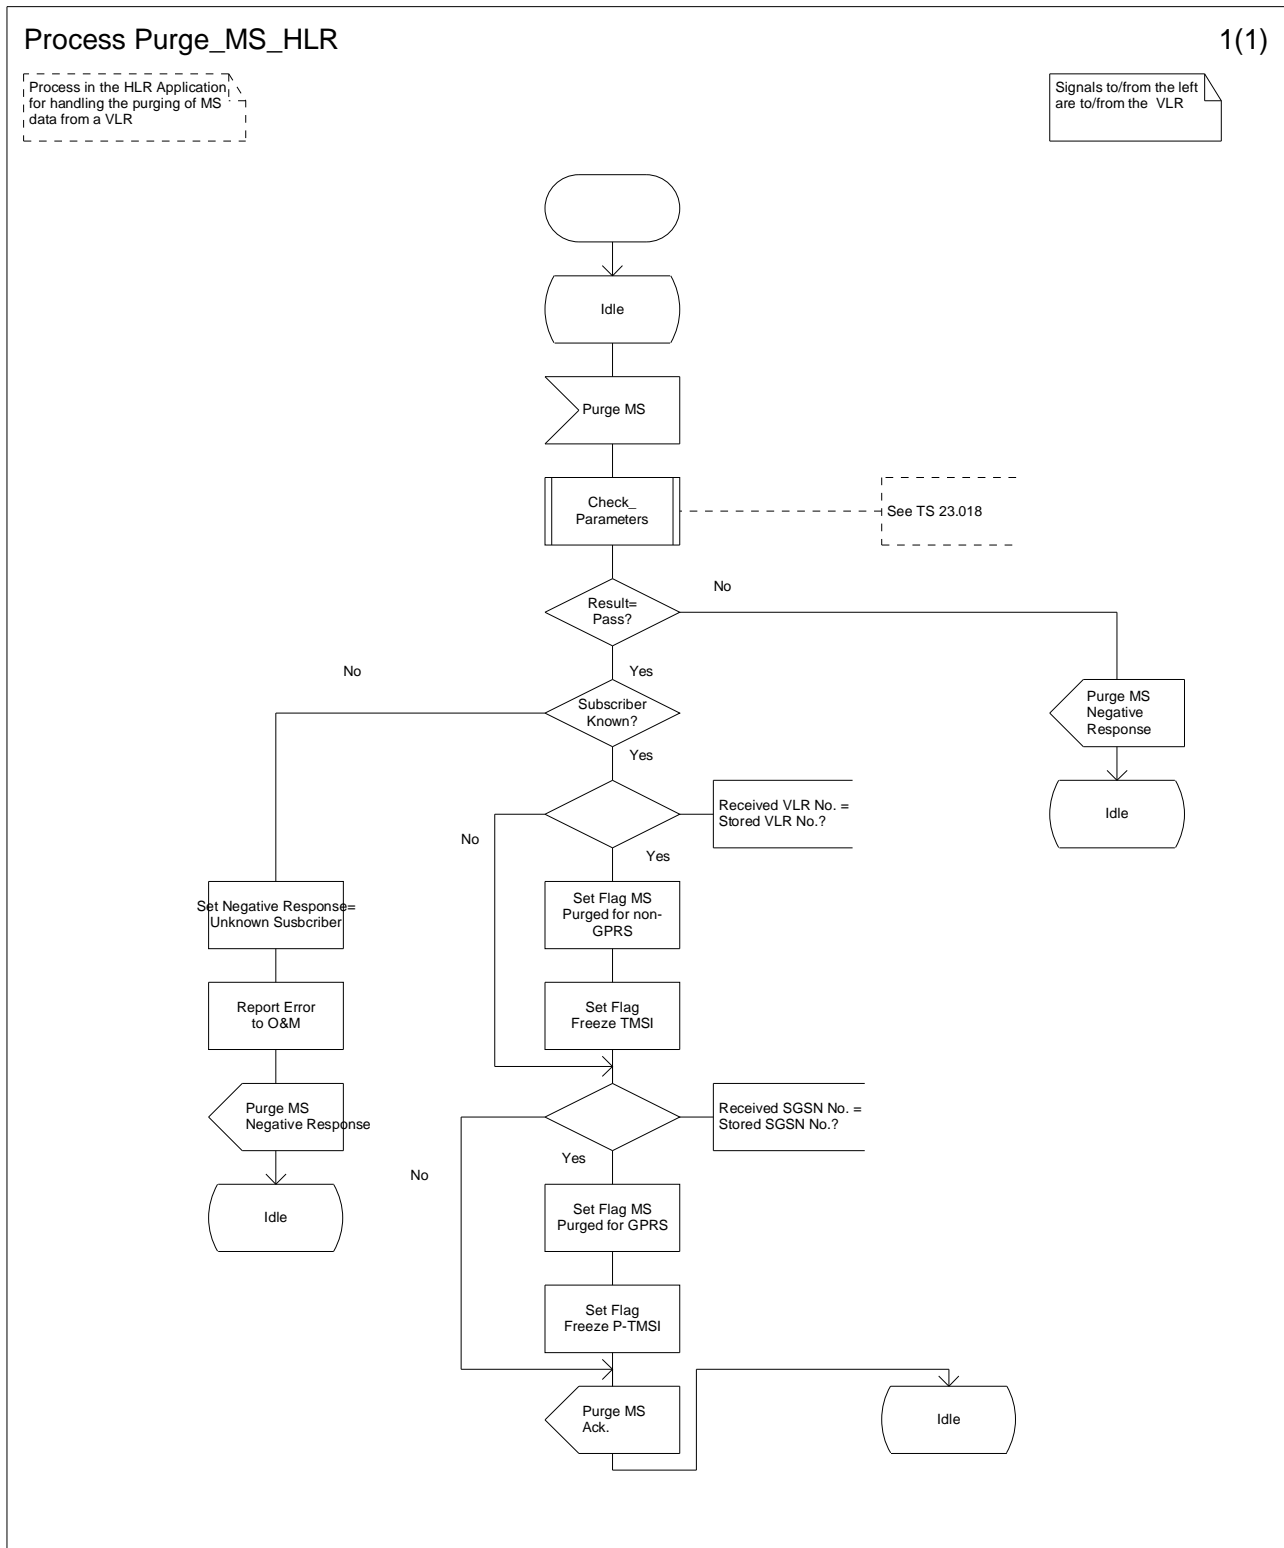 Process Purge_MS_HLR
1(1)
Process in the HLR Application
for handling the purging of MS
data from a VLR
Signals to/from the left
are to/from the VLR
Idle
Purge MS
Check_
Parameters
See TS 23.018
Result=
Pass?
No
Yes
No
Subscriber
Known?
Purge MS
Negative
Response
Yes
Received VLR No. =
Stored VLR No.?
Idle
No
Yes
Set Negative Response=
Unknown Susbcriber
Set Flag MS
Purged for non-
GPRS
Report Error
to O&M
Set Flag
Freeze TMSI
Purge MS
Negative Response
Received SGSN No. =
Stored SGSN No.?
Yes
No
Idle
Set Flag MS
Purged for GPRS
Set Flag
Freeze P-TMSI
Purge MS
Ack.
Idle